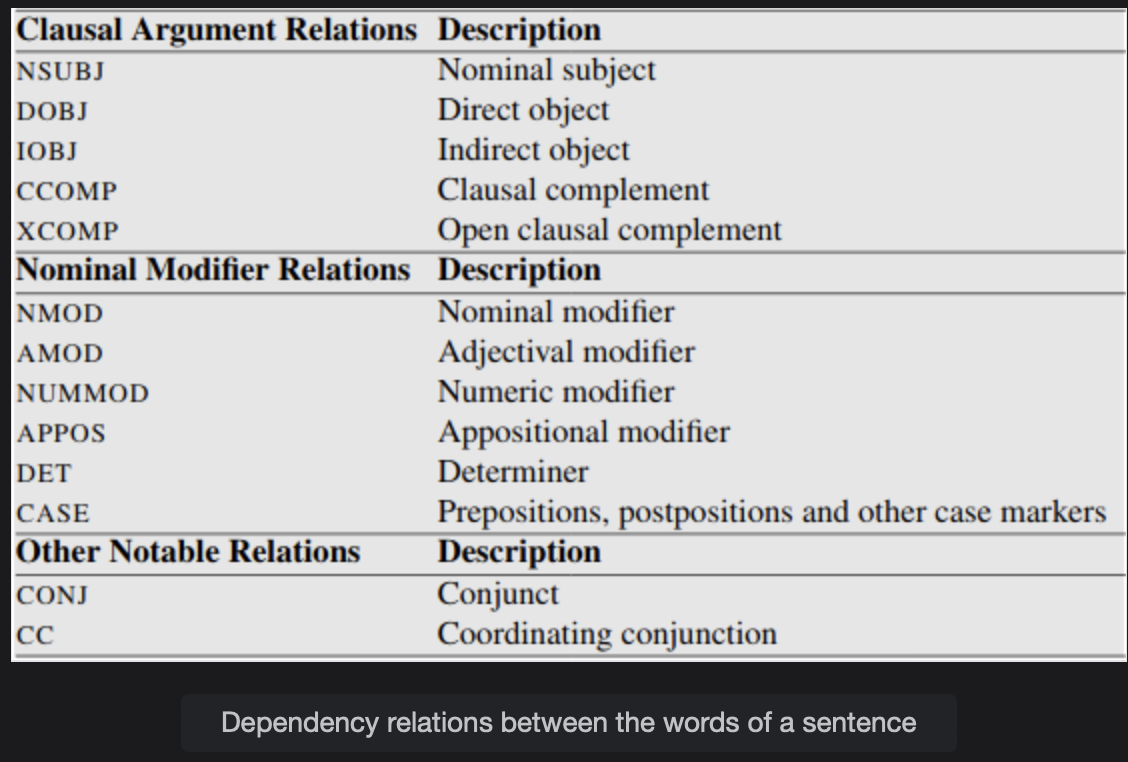 Clausal Argument Relations Description
NSUBJ Nominal subject
DOBJ Direct object
IOBJ Indirect object
CCOMP Clausal complement
XCOMP Open clausal complement
Nominal Modifier Relations Description
NMOD Nominal modifier
AMOD Adjectival modifier
NUMMOD Numeric modifier
APPOS Appositional modifier
DET Determiner
CASE Prepositions, postpositions and other case markers
Other Notable Relations Description
CONJ Conjunct
CC Coordinating conjunction
Dependency relations between the words of a sentence